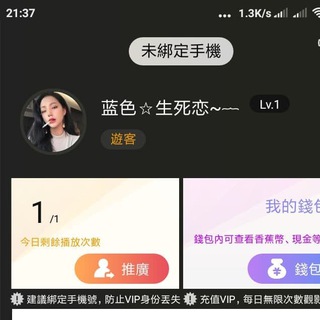 21:37
... 1.3K/s
未綁定手機
蓝色☆生死恋~﹏ Lv.1
遊客
1/1
我的錢包
今日剩餘播放次數
錢包內可查看香蕉幣、現金等
推廣
錢包
建議綁定手機號,防止VIP身份丟失
充值VIP,每日無限次數觀影